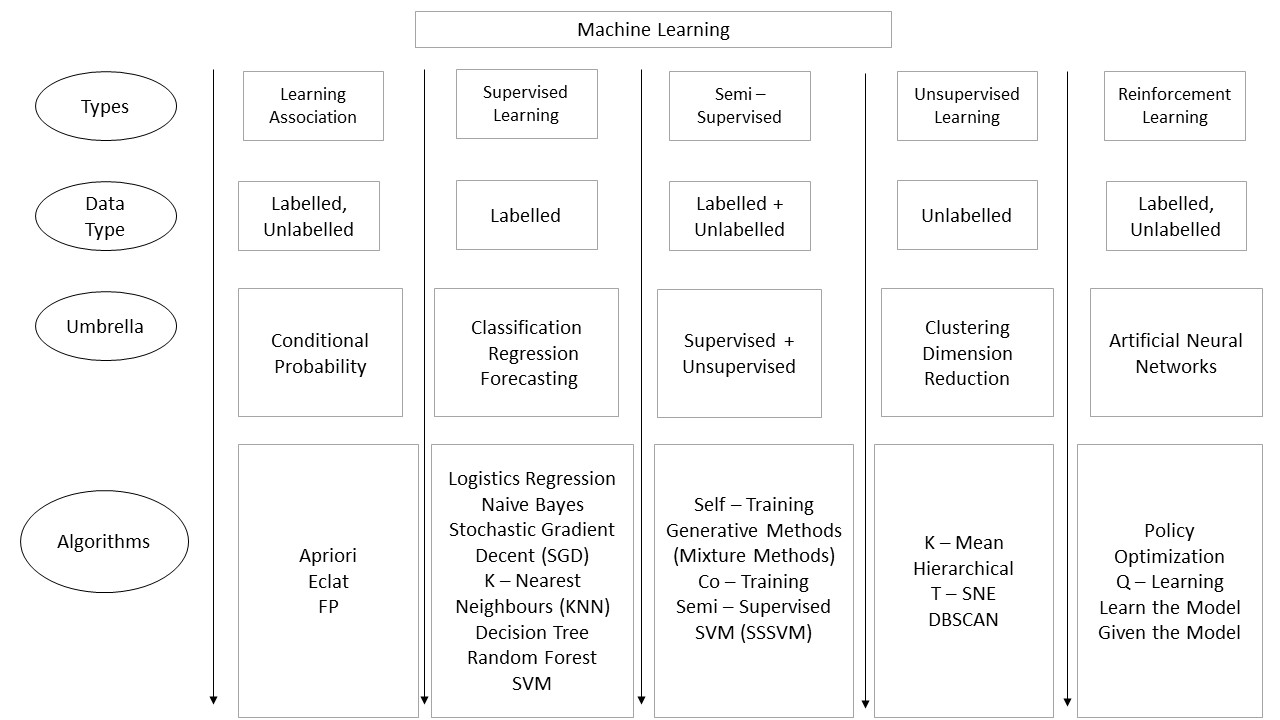 Machine Learning
Types
Learning
Association
Supervised
Learning
Semi –
Supervised
Unsupervised
Learning
Reinforcement
Learning
Data
Type
Labelled,
Unlabelled
Labelled
Labelled +
Unlabelled
Unlabelled
Labelled,
Unlabelled
Umbrella
Conditional
Probability
Classification
Regression
Forecasting
Supervised +
Unsupervised
Clustering
Dimension
Reduction
Artificial Neural
Networks
Algorithms
Apriori
Eclat
FP
Logistics Regression
Naive Bayes
Stochastic Gradient
Decent (SGD)
K – Nearest
Neighbours (KNN)
Decision Tree
Random Forest
SVM
Self – Training
Generative Methods
(Mixture Methods)
Co – Training
Semi – Supervised
SVM (SSSVM)
K – Mean
Hierarchical
T – SNE
DBSCAN
Policy
Optimization
Q – Learning
Learn the Model
Given the Model